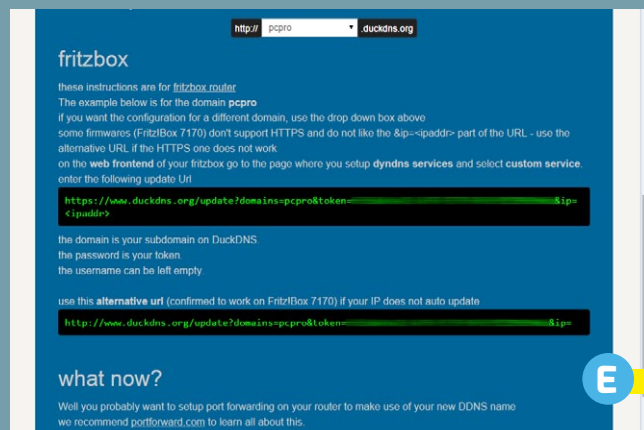 http:// pcpro .duckdns.org
fritzbox
these instructions are for fritzbox router
The example below is for the domain pcpro
if you want the configuration for a different domain, use the drop down box above
some firmwares (Fritz!Box 7170) don't support HTTPS and do not like the &ip=<ipaddr> part of the URL - use the
alternative URL if the HTTPS one does not work
on the web frontend of your fritzbox go to the page where you setup dyndns services and select custom service.
enter the following update Url
https://www.duckdns.org/update?domains=pcpro&token= &ip=
<ipaddr>
the domain is your subdomain on DuckDNS.
the password is your token.
the username can be left empty.
use this alternative url (confirmed to work on Fritz!Box 7170) if your IP does not auto update
http://www.duckdns.org/update?domains=pcpro&token= &ip=
what now?
E
Well you probably want to setup port forwarding on your router to make use of your new DDNS name
we recommend portforward.com to learn all about this.